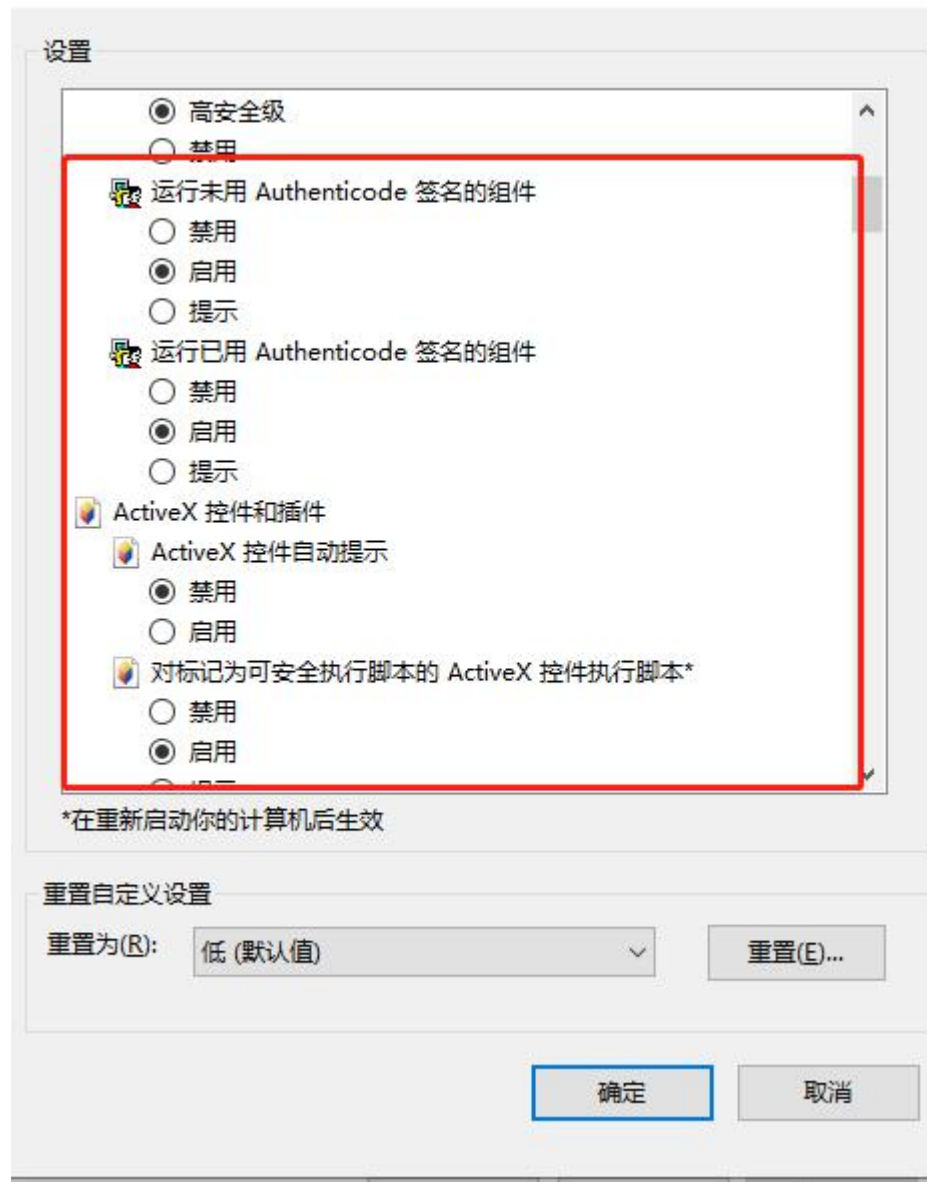 设置
高安全级
禁用
运行未用 Authenticode 签名的组件
禁用
启用
提示
运行已用 Authenticode 签名的组件
禁用
启用
提示
ActiveX 控件和插件
ActiveX 控件自动提示
禁用
启用
对标记为可安全执行脚本的 ActiveX 控件执行脚本*
禁用
启用
*在重新启动你的计算机后生效
重置自定义设置
重置为(R): 低 (默认值) 重置(E)...
确定 取消